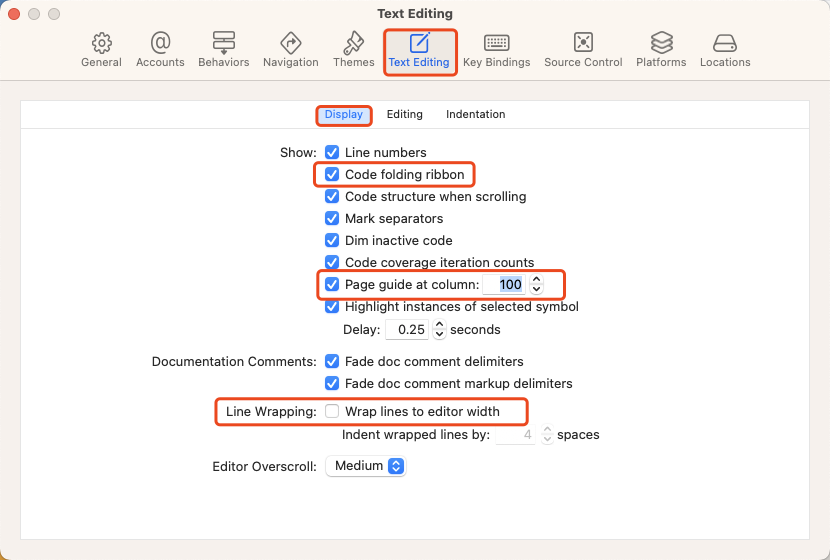 Text Editing
General Accounts Behaviors Navigation Themes Text Editing Key Bindings Source Control Platforms Locations
Display Editing Indentation
Show: Line numbers
Code folding ribbon
Code structure when scrolling
Mark separators
Dim inactive code
Code coverage iteration counts
Page guide at column: 100
Highlight instances of selected symbol
Delay: 0.25 seconds
Documentation Comments: Fade doc comment delimiters
Fade doc comment markup delimiters
Line Wrapping: Wrap lines to editor width
Indent wrapped lines by: 4 spaces
Editor Overscroll: Medium